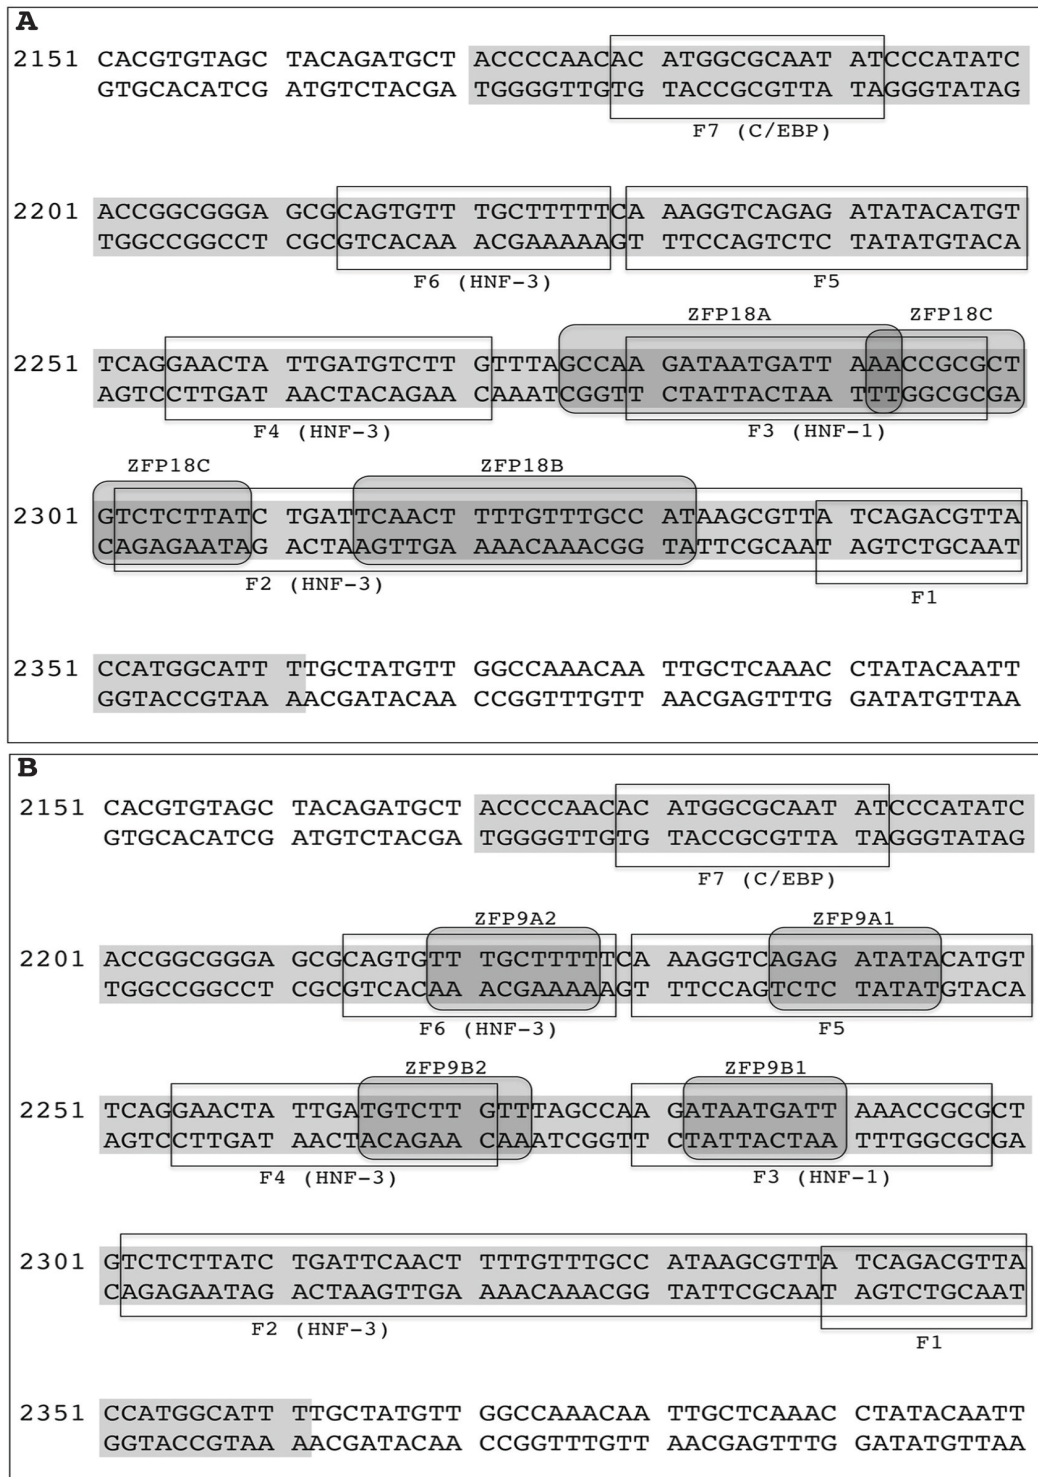 A
2151 CACGTGTAGC TACAGATGCT ACCCCAACAC ATGGCGCAAT ATCCCATATC
GTGCACATCG ATGTCTACGA TGGGGTTGTG TACCGCGTTA TAGGGTATAG
F7 (C/EBP)
2201 ACCGGCGGGA GCGCAGTGTT TGCTTTTTCA AAGGTCAGAG ATATACATGT
TGGCCGGCCT CGCGTCACAA ACGAAAAAGT TTCCAGTCTC TATATGTACA
F6 (HNF-3) F5
ZFP18A ZFP18C
2251 TCAGGAACTA TTGATGTCTT GTTTAGCCAA GATAATGATT AAACCGCGCT
AGTCCTTGAT AACTACAGAA CAAATCGGTT CTATTACTAA TTTGGCGCGA
F4 (HNF-3) F3 (HNF-1)
ZFP18C ZFP18B
2301 GTCTCTTATC TGATTCAACT TTTGTTTGCC ATAAGCGTTA TCAGACGTTA
CAGAGAATAG ACTAAGTTGA AAACAAACGG TATTCGCAAT AGTCTGCAAT
F2 (HNF-3) F1
2351 CCATGGCATT TTGCTATGTT GGCCAAACAA TTGCTCAAAC CTATACAATT
GGTACCGTAA AACGATACAA CCGGTTTGTT AACGAGTTTG GATATGTTAA
B
2151 CACGTGTAGC TACAGATGCT ACCCCAACAC ATGGCGCAAT ATCCCATATC
GTGCACATCG ATGTCTACGA TGGGGTTGTG TACCGCGTTA TAGGGTATAG
F7 (C/EBP)
ZFP9A2 ZFP9A1
2201 ACCGGCGGGA GCGCAGTGTT TGCTTTTTCA AAGGTCAGAG ATATACATGT
TGGCCGGCCT CGCGTCACAA ACGAAAAAGT TTCCAGTCTC TATATGTACA
F6 (HNF-3) F5
ZFP9B2 ZFP9B1
2251 TCAGGAACTA TTGATGTCTT GTTTAGCCAA GATAATGATT AAACCGCGCT
AGTCCTTGAT AACTACAGAA CAAATCGGTT CTATTACTAA TTTGGCGCGA
F4 (HNF-3) F3 (HNF-1)
2301 GTCTCTTATC TGATTCAACT TTTGTTTGCC ATAAGCGTTA TCAGACGTTA
CAGAGAATAG ACTAAGTTGA AAACAAACGG TATTCGCAAT AGTCTGCAAT
F2 (HNF-3) F1
2351 CCATGGCATT TTGCTATGTT GGCCAAACAA TTGCTCAAAC CTATACAATT
GGTACCGTAA AACGATACAA CCGGTTTGTT AACGAGTTTG GATATGTTAA